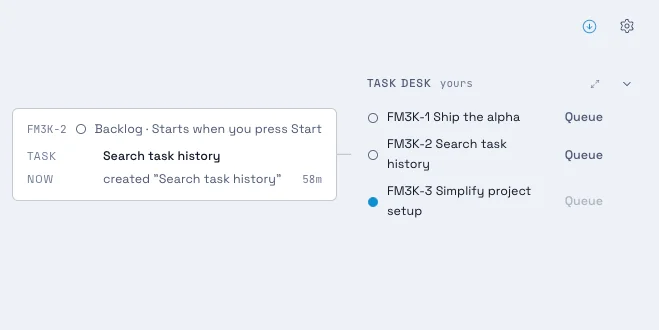 TASK DESK yours
FM3K-2 Backlog · Starts when you press Start
TASK Search task history
NOW created "Search task history" 58m
FM3K-1 Ship the alpha Queue
FM3K-2 Search task Queue
history
FM3K-3 Simplify project Queue
setup